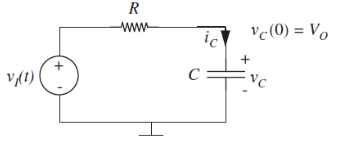 R
i_C
v_C(0) = V_O
v_I(t)
+
-
C
+
v_C
-